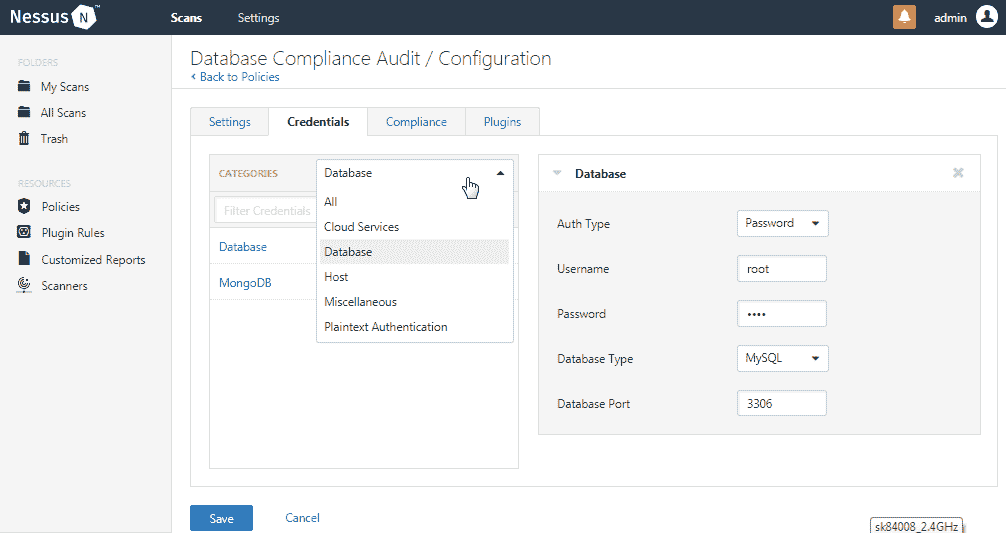 Nessus N ™ Scans Settings admin
FOLDERS
My Scans
All Scans
Trash
RESOURCES
Policies
Plugin Rules
Customized Reports
Scanners
Database Compliance Audit / Configuration
‹ Back to Policies
Settings Credentials Compliance Plugins
CATEGORIES Database
Filter Credentials
Database
MongoDB
All
Cloud Services
Database
Host
Miscellaneous
Plaintext Authentication
Database
Auth Type Password
Username root
Password ••••
Database Type MySQL
Database Port 3306
Save Cancel
sk84008_2.4GHz